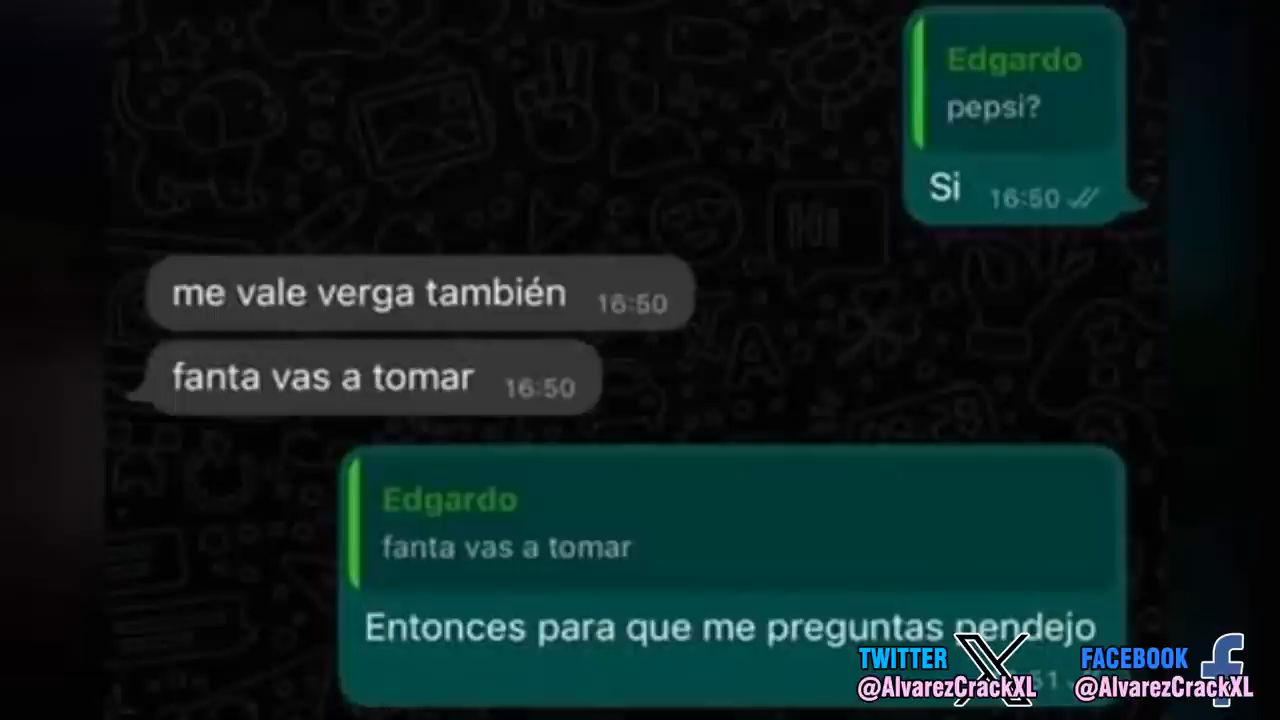 Edgardo
pepsi?
Si 16:50
me vale verga también 16:50
fanta vas a tomar 16:50
Edgardo
fanta vas a tomar
Entonces para que me preguntas pendejo
TWITTER FACEBOOK
@AlvarezCrackXL @AlvarezCrackXL